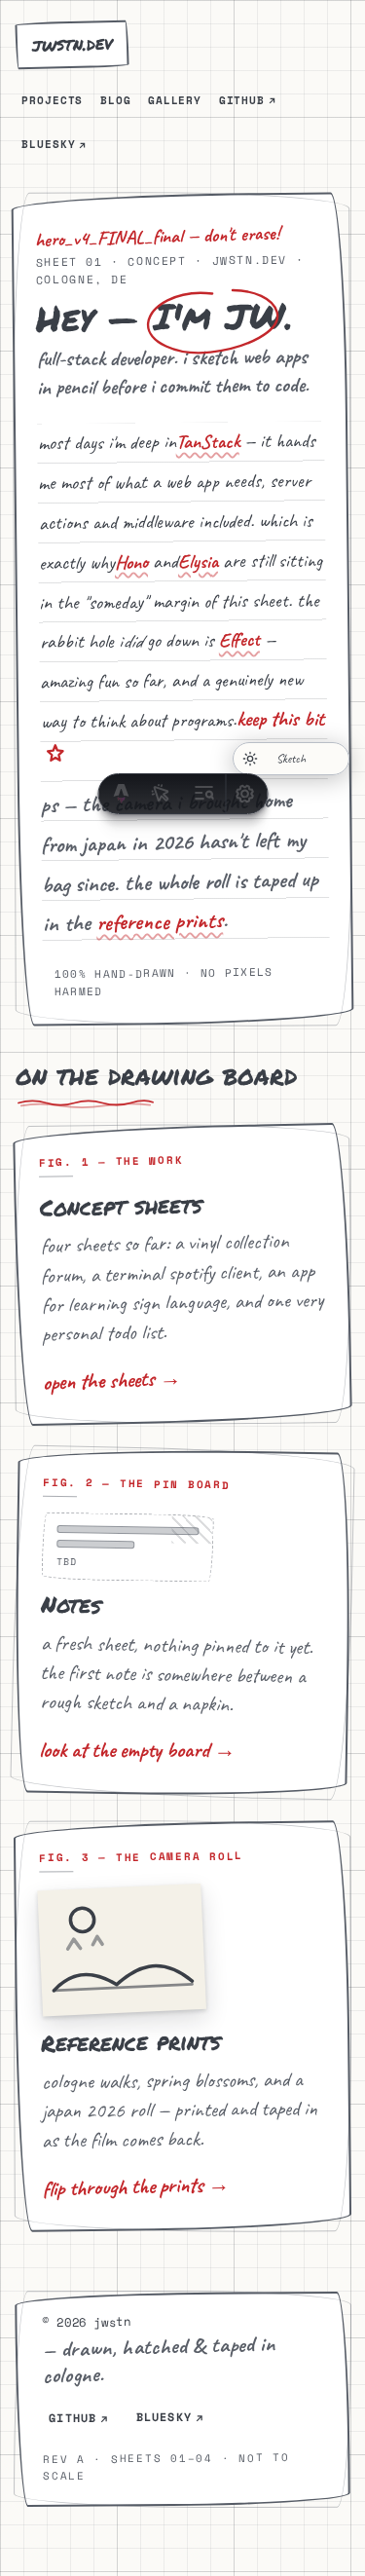 JWSTN.DEV
PROJECTS BLOG GALLERY GITHUB ↗
BLUESKY ↗
hero_v4_FINAL_final — don't erase!
SHEET 01 · CONCEPT · JWSTN.DEV ·
COLOGNE, DE
HEY — I'M JW.
full-stack developer. i sketch web apps
in pencil before i commit them to code.
most days i'm deep in TanStack — it hands
me most of what a web app needs, server
actions and middleware included. which is
exactly why Hono and Elysia are still sitting
in the "someday" margin of this sheet. the
rabbit hole i did go down is Effect —
amazing fun so far, and a genuinely new
way to think about programs. keep this bit
☆
Sketch
ps — the camera i brought home
from japan in 2026 hasn't left my
bag since. the whole roll is taped up
in the reference prints.
100% HAND-DRAWN · NO PIXELS
HARMED
ON THE DRAWING BOARD
FIG. 1 — THE WORK
CONCEPT SHEETS
four sheets so far: a vinyl collection
forum, a terminal spotify client, an app
for learning sign language, and one very
personal todo list.
open the sheets →
FIG. 2 — THE PIN BOARD
TBD
NOTES
a fresh sheet, nothing pinned to it yet.
the first note is somewhere between a
rough sketch and a napkin.
look at the empty board →
FIG. 3 — THE CAMERA ROLL
REFERENCE PRINTS
cologne walks, spring blossoms, and a
japan 2026 roll — printed and taped in
as the film comes back.
flip through the prints →
© 2026 jwstn
— drawn, hatched & taped in
cologne.
GITHUB ↗ BLUESKY ↗
REV A · SHEETS 01—04 · NOT TO
SCALE